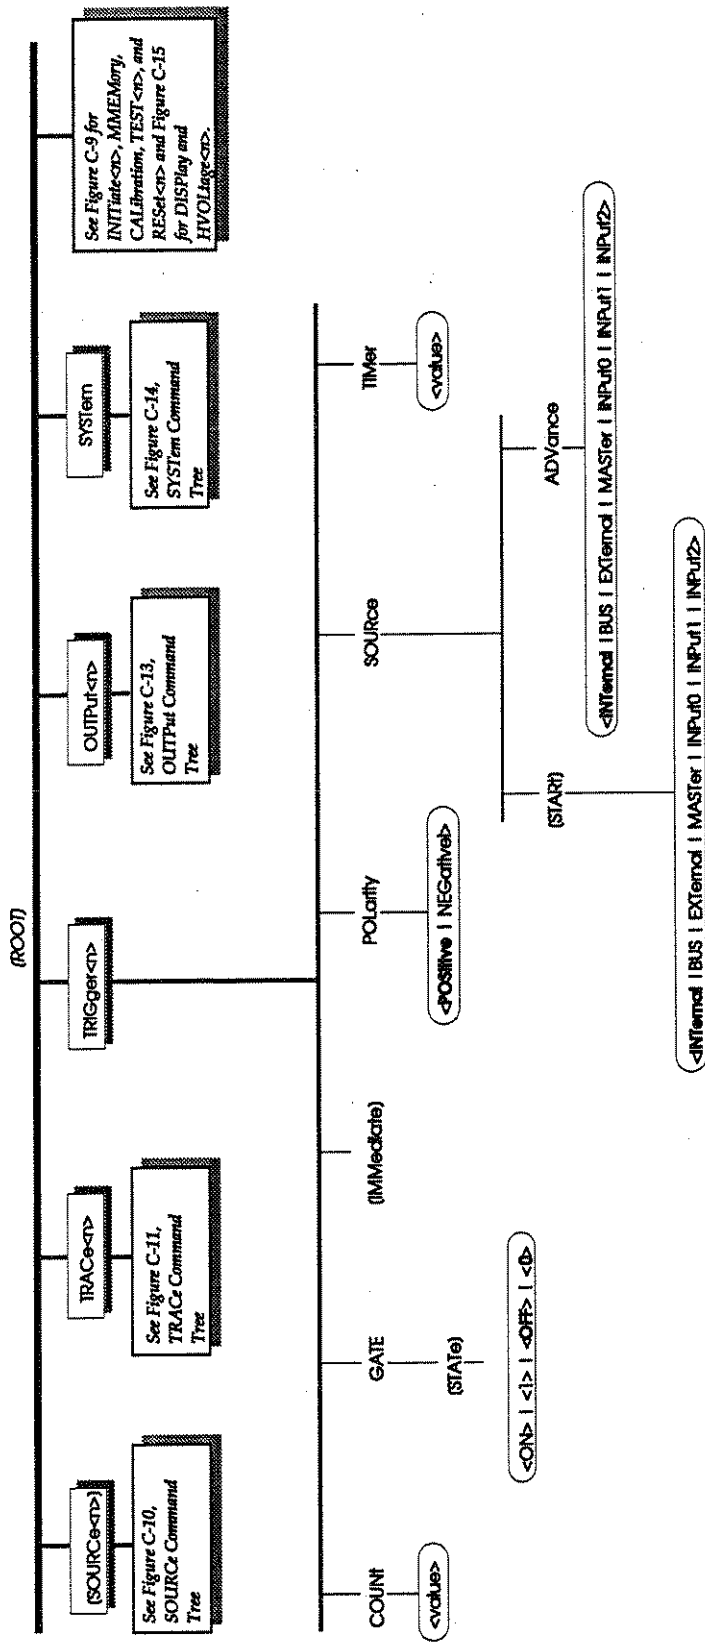 (ROOT)
(SOURCe<n>)
TRACe<n>
TRIGger<n>
OUTPut<n>
SYSTem
See Figure C-10,
SOURCe Command
Tree
See Figure C-11,
TRACe Command
Tree
See Figure C-13,
OUTPut Command
Tree
See Figure C-14,
SYSTem Command
Tree
See Figure C-9 for
INITiate<n>, MMEMory,
CALibration, TEST<n>, and
RESet<n> and Figure C-15
for DISPlay and
HVOLtage<n>.
COUNt
GATE
(IMMediate)
POLarity
SOURce
TIMer
<value>
(STATe)
<POSitive | NEGative>
<value>
<ON> | <1> | <OFF> | <0>
(STARt)
ADVance
<INTernal | BUS | EXTernal | MASTer | INPut0 | INPut1 | INPut2>
<INTernal | BUS | EXTernal | MASTer | INPut0 | INPut1 | INPut2>